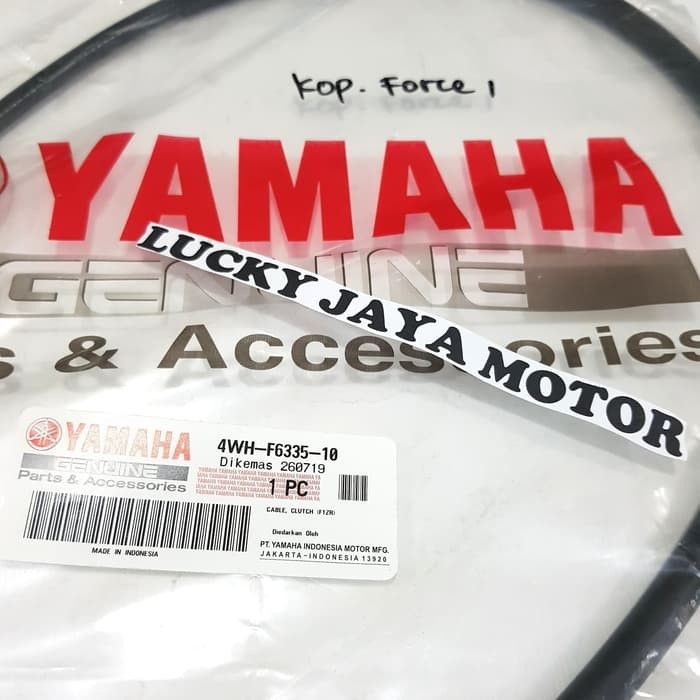 Kop. Force 1
YAMAHA
GENUINE
s & Accessories
LUCKY JAYA MOTOR
YAMAHA
GENUINE
Parts & Accessories
4WH-F6335-10
Dikemas 260719
1 PC
CABLE, CLUTCH (F1ZR)
Diedarkan Oleh
PT. YAMAHA INDONESIA MOTOR MFG.
JAKARTA-INDONESIA 13920
MADE IN INDONESIA